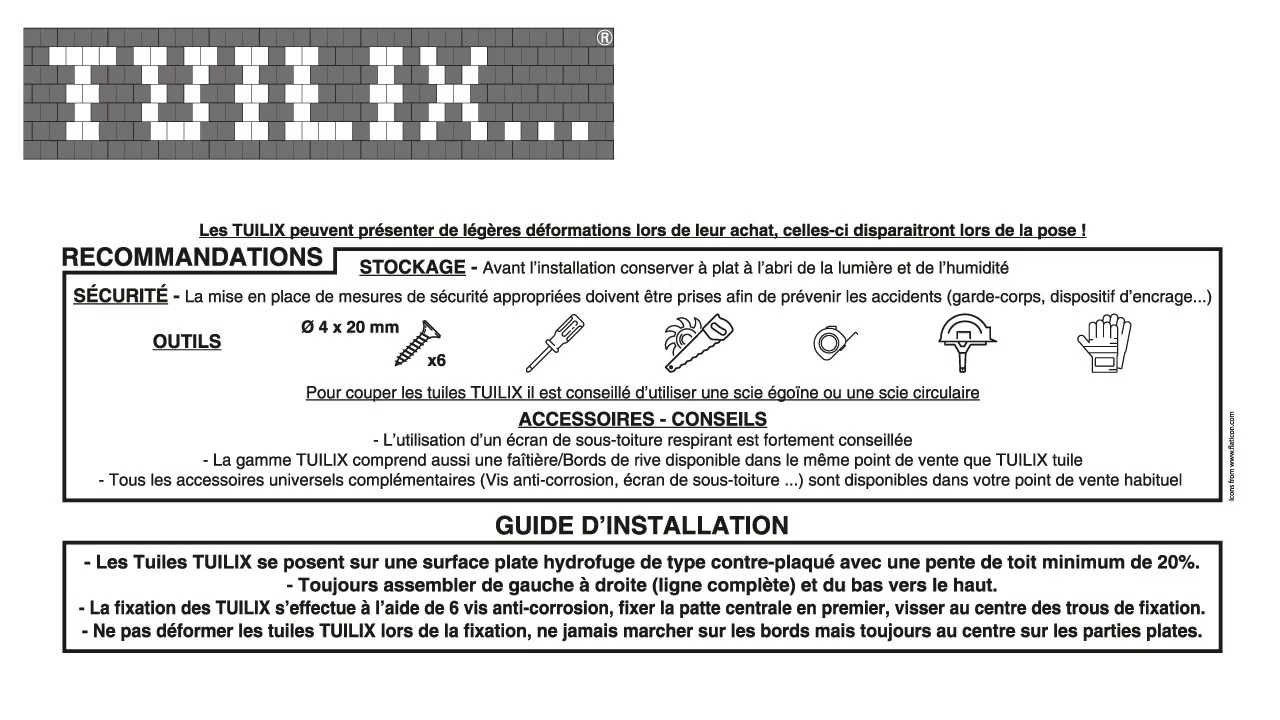 TUILIX...®
Les TUILIX peuvent présenter de légères déformations lors de leur achat, celles-ci disparaitront lors de la pose !
RECOMMANDATIONS
STOCKAGE - Avant l'installation conserver à plat à l'abri de la lumière et de l'humidité
SÉCURITÉ - La mise en place de mesures de sécurité appropriées doivent être prises afin de prévenir les accidents (garde-corps, dispositif d'encrage...)
OUTILS
Ø 4 x 20 mm
x6
Pour couper les tuiles TUILIX il est conseillé d'utiliser une scie égoïne ou une scie circulaire
ACCESSOIRES - CONSEILS
- L'utilisation d'un écran de sous-toiture respirant est fortement conseillée
- La gamme TUILIX comprend aussi une faîtière/Bords de rive disponible dans le même point de vente que TUILIX tuile
- Tous les accessoires universels complémentaires (Vis anti-corrosion, écran de sous-toiture ...) sont disponibles dans votre point de vente habituel
Icons from www.flaticon.com
GUIDE D'INSTALLATION
- Les Tuiles TUILIX se posent sur une surface plate hydrofuge de type contre-plaqué avec une pente de toit minimum de 20%.
- Toujours assembler de gauche à droite (ligne complète) et du bas vers le haut.
- La fixation des TUILIX s'effectue à l'aide de 6 vis anti-corrosion, fixer la patte centrale en premier, visser au centre des trous de fixation.
- Ne pas déformer les tuiles TUILIX lors de la fixation, ne jamais marcher sur les bords mais toujours au centre sur les parties plates.